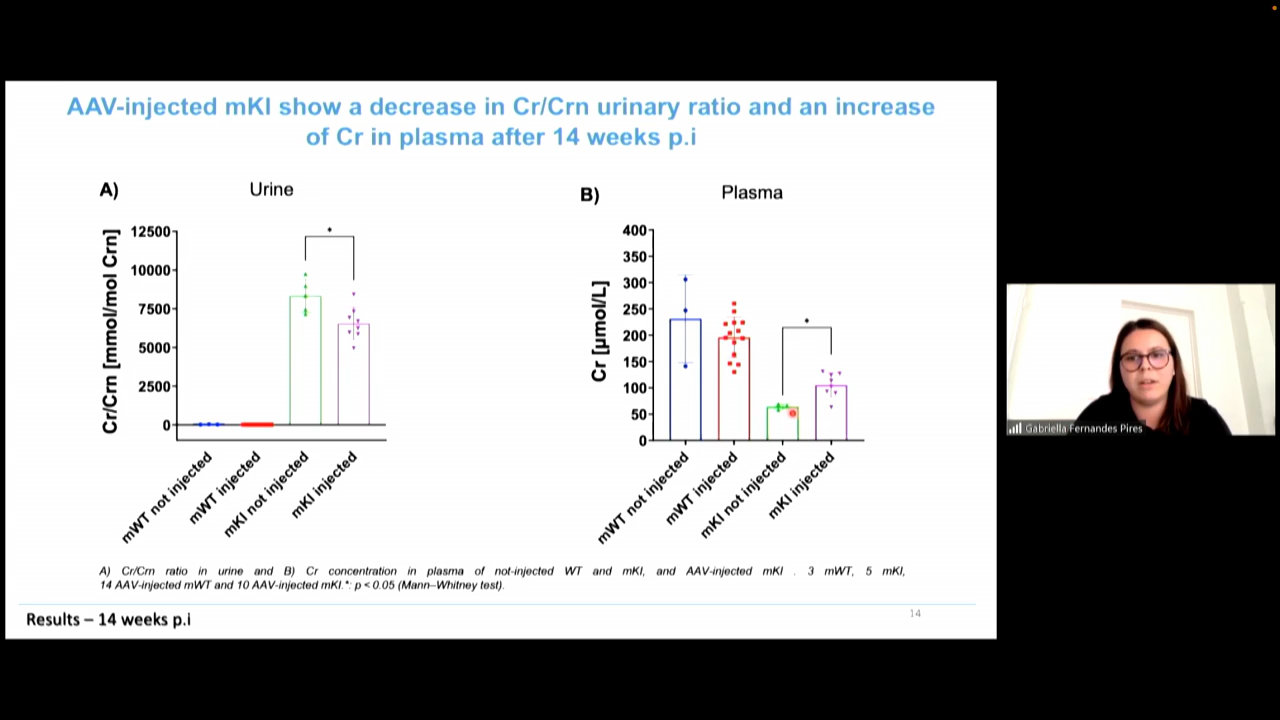 AAV-injected mKI show a decrease in Cr/Crn urinary ratio and an increase
of Cr in plasma after 14 weeks p.i
A)
Urine
Cr/Crn [mmol/mol Crn]
12500
10000
7500
5000
2500
0
*
mWT not injected
mWT injected
mKI not injected
mKI injected
B)
Plasma
Cr [µmol/L]
400
350
300
250
200
150
100
50
0
*
mWT not injected
mWT injected
mKI not injected
mKI injected
A) Cr/Crn ratio in urine and B) Cr concentration in plasma of not-injected WT and mKI, and AAV-injected mKI . 3 mWT, 5 mKI,
14 AAV-injected mWT and 10 AAV-injected mKI.*: p < 0.05 (Mann–Whitney test).
Results – 14 weeks p.i
14
Gabriella Fernandes Pires